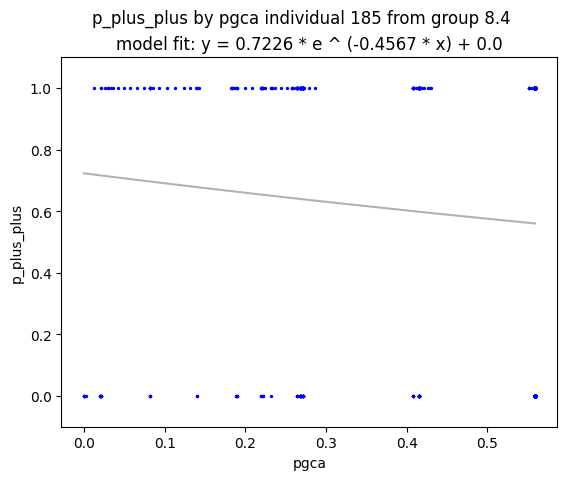 p_plus_plus by pgca individual 185 from group 8.4
model fit: y = 0.7226 * e ^ (-0.4567 * x) + 0.0
1.0
0.8
0.6
0.4
0.2
0.0
p_plus_plus
0.0 0.1 0.2 0.3 0.4 0.5
pgca